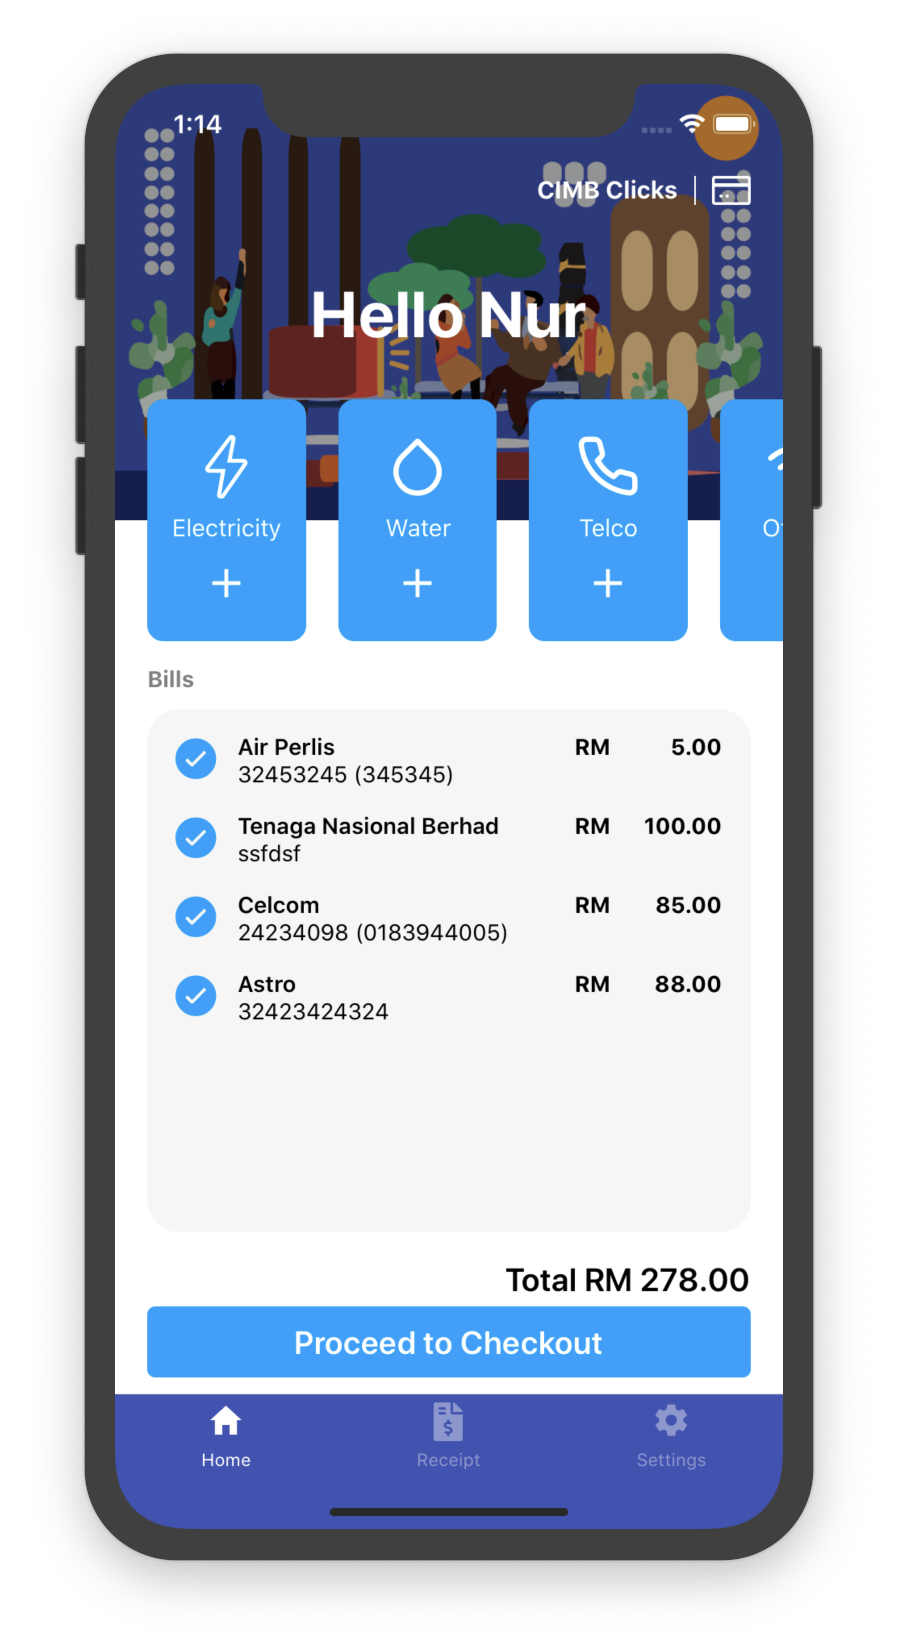 1:14
CIMB Clicks
Hello Nur
Electricity
Water
Telco
Bills
Air Perlis RM 5.00
32453245 (345345)
Tenaga Nasional Berhad RM 100.00
ssfdsf
Celcom RM 85.00
24234098 (0183944005)
Astro RM 88.00
32423424324
Total RM 278.00
Proceed to Checkout
Home Receipt Settings